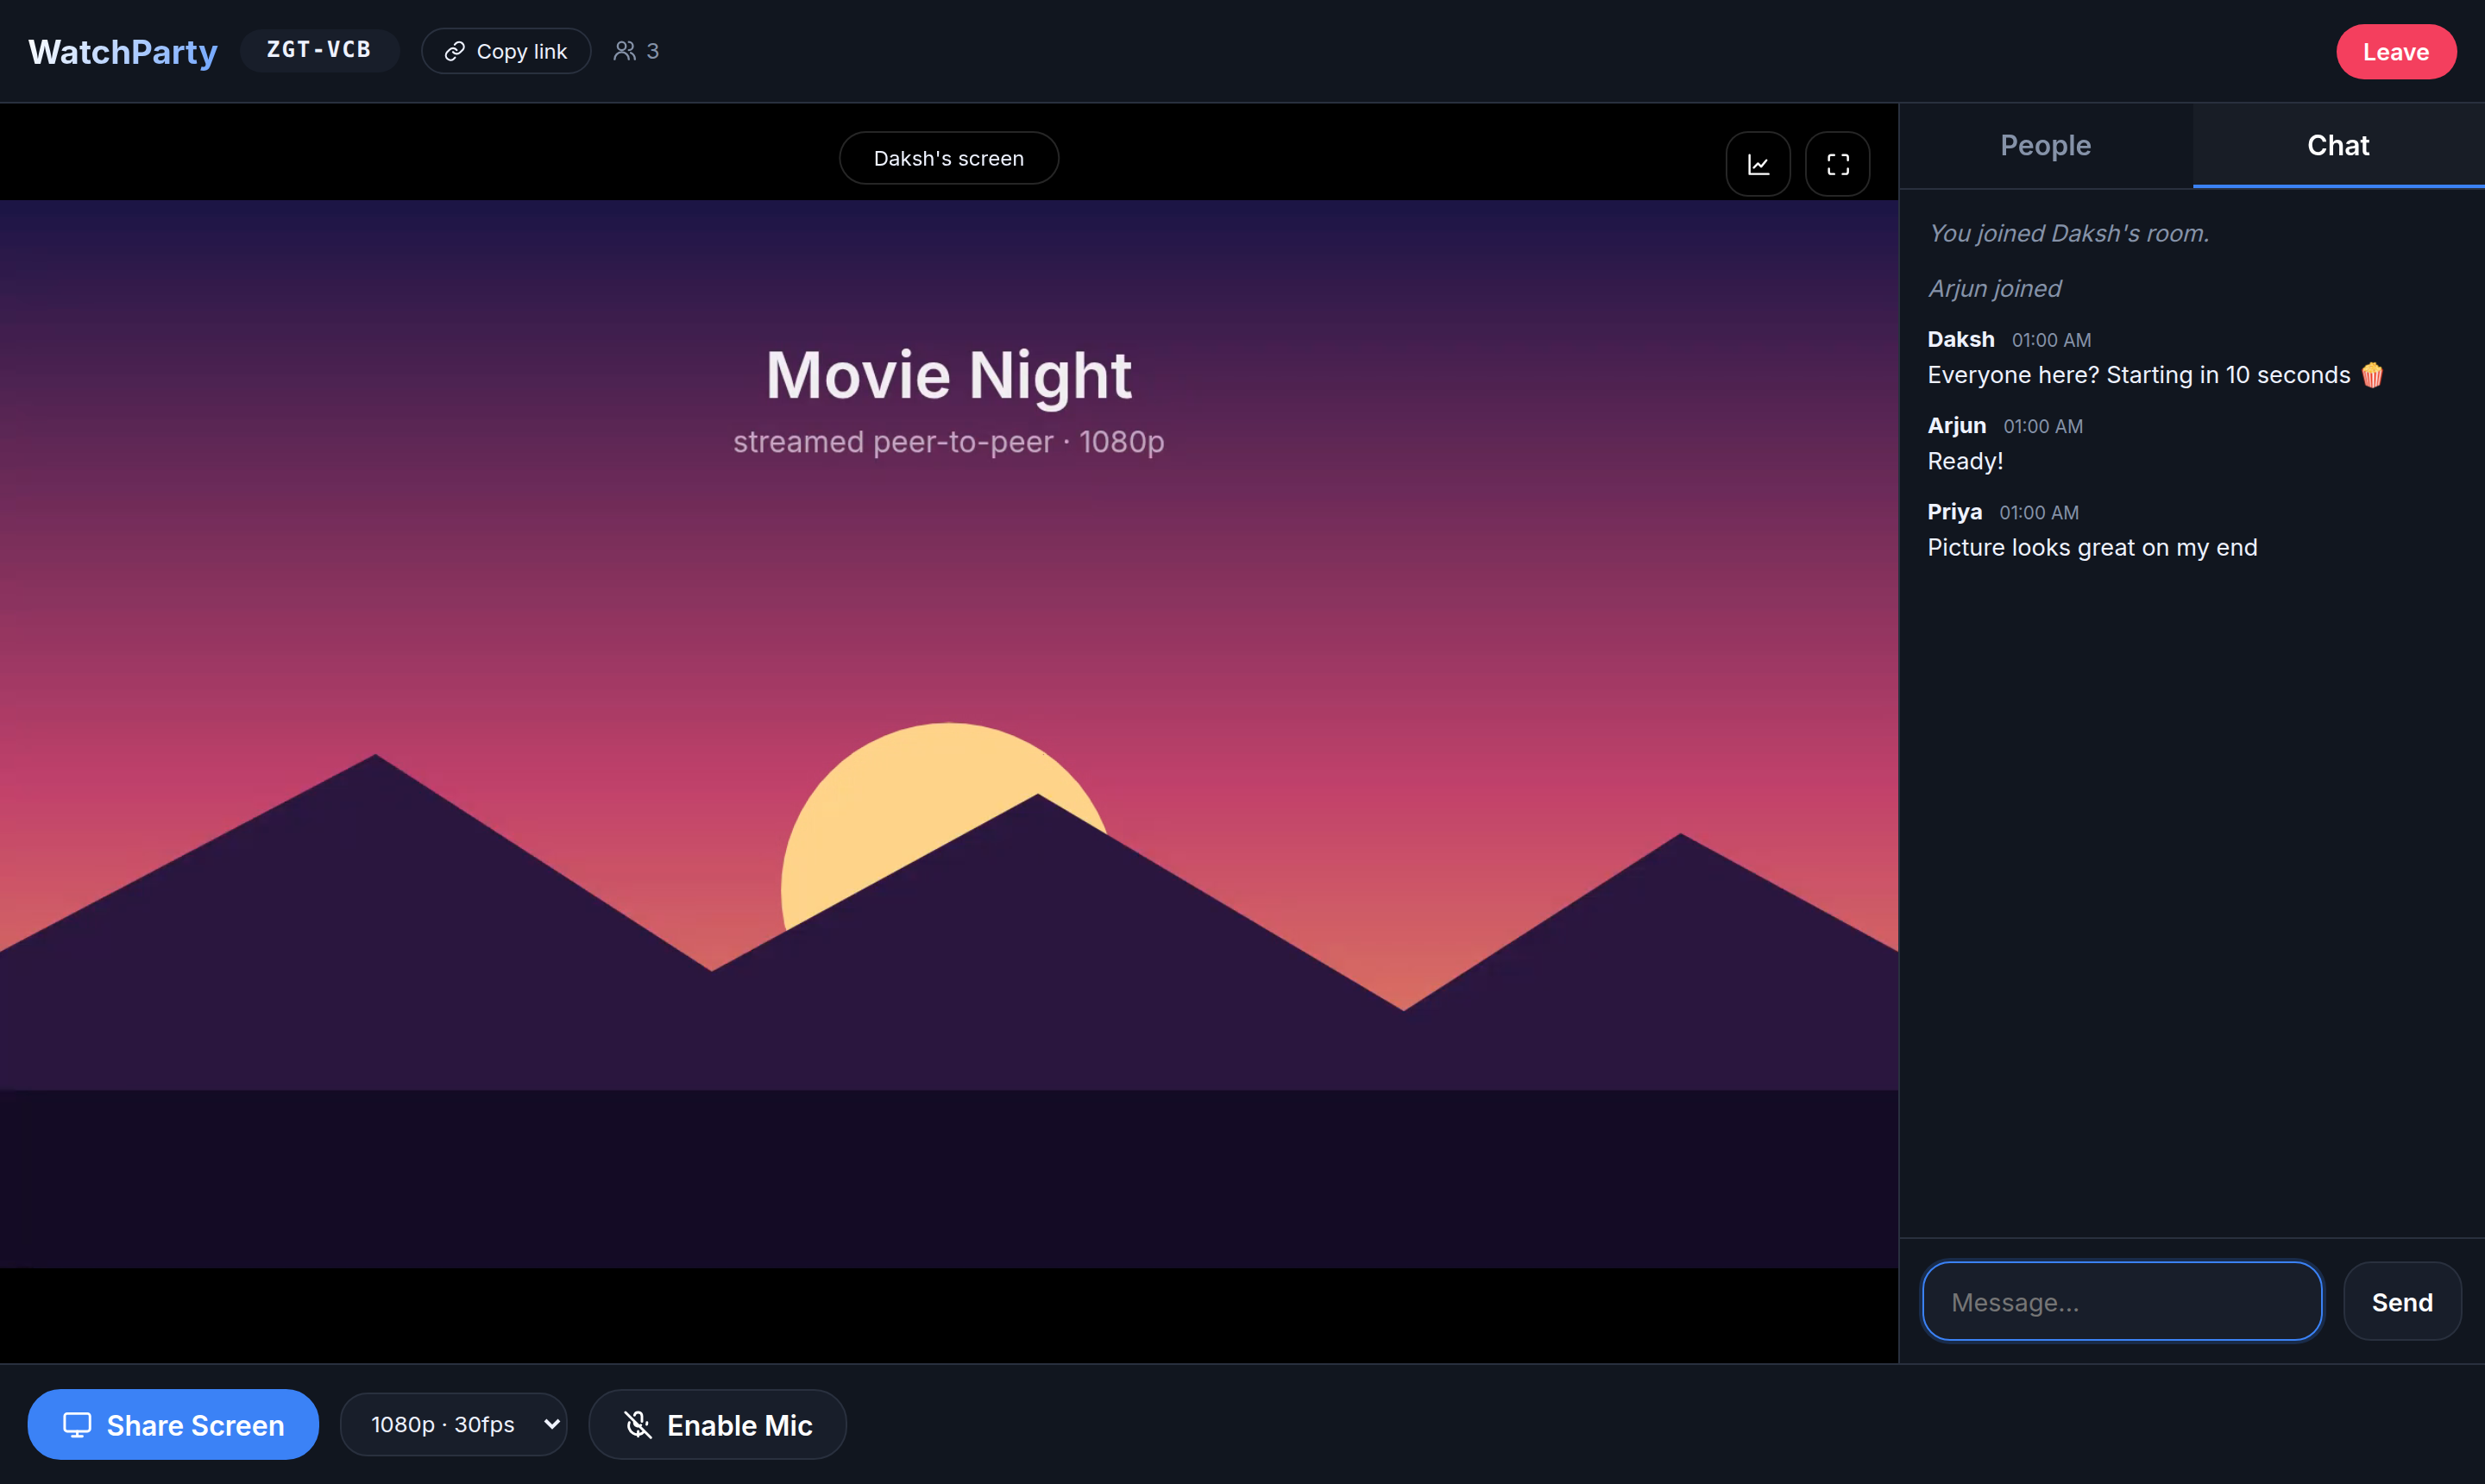 WatchParty ZGT-VCB Copy link 3 Leave
Daksh's screen
Movie Night
streamed peer-to-peer · 1080p
People Chat
You joined Daksh's room.
Arjun joined
Daksh 01:00 AM
Everyone here? Starting in 10 seconds 🍿
Arjun 01:00 AM
Ready!
Priya 01:00 AM
Picture looks great on my end
Message... Send
Share Screen 1080p · 30fps Enable Mic